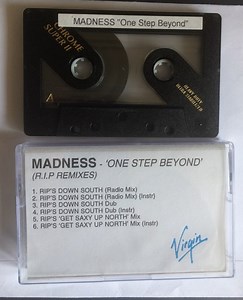 MADNESS "One Step Beyond"
CHROME
SUPER II
A
HEAVY DUTY
MADNESS - 'ONE STEP BEYOND'
(R.I.P REMIXES)
1. RIP'S DOWN SOUTH (Radio Mix)
2. RIP'S DOWN SOUTH (Radio Mix) (Instr)
3. RIP'S DOWN SOUTH Dub
4. RIP'S DOWN SOUTH Dub (Instr)
5. RIP'S 'GET SAXY UP NORTH' Mix
6. RIP'S 'GET SAXY UP NORTH' Mix (Instr)
Virgin